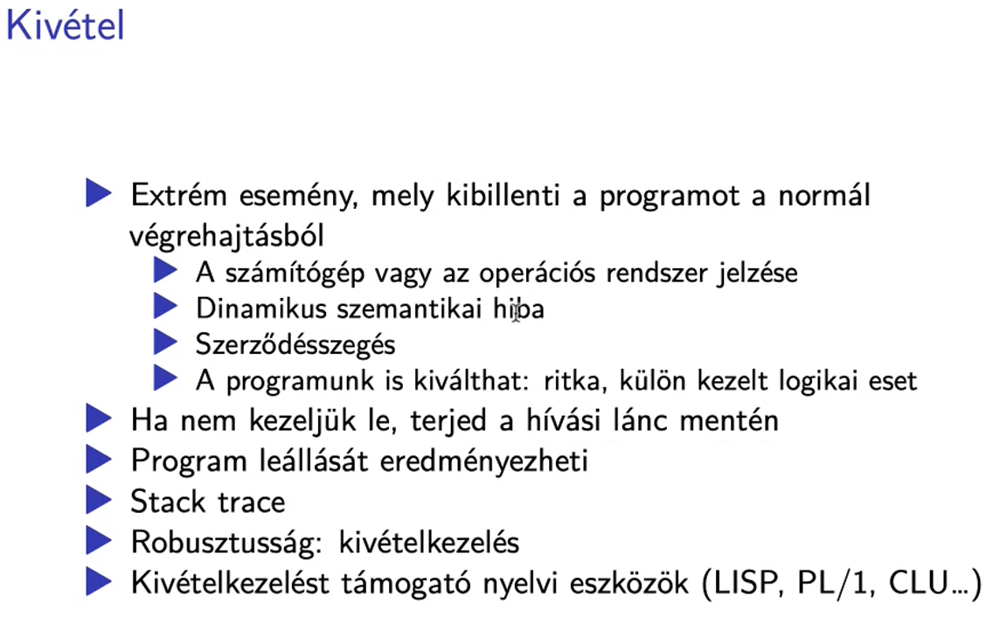 Kivétel
Extrém esemény, mely kibillenti a programot a normál
végrehajtásból
A számítógép vagy az operációs rendszer jelzése
Dinamikus szemantikai hiba
Szerződésszegés
A programunk is kiválthat: ritka, külön kezelt logikai eset
Ha nem kezeljük le, terjed a hívási lánc mentén
Program leállását eredményezheti
Stack trace
Robusztusság: kivételkezelés
Kivételkezelést támogató nyelvi eszközök (LISP, PL/1, CLU…)